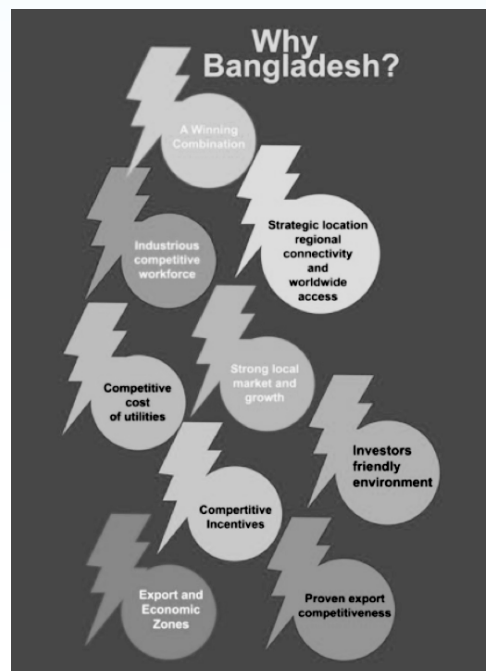 Why
Bangladesh?
A Winning
Combination
Industrious
competitive
workforce
Strategic location
regional
connectivity
and
worldwide
access
Competitive
cost
of utilities
Strong local
market and
growth
Investors
friendly
environment
Compertitive
Incentives
Export and
Economic
Zones
Proven export
competitiveness